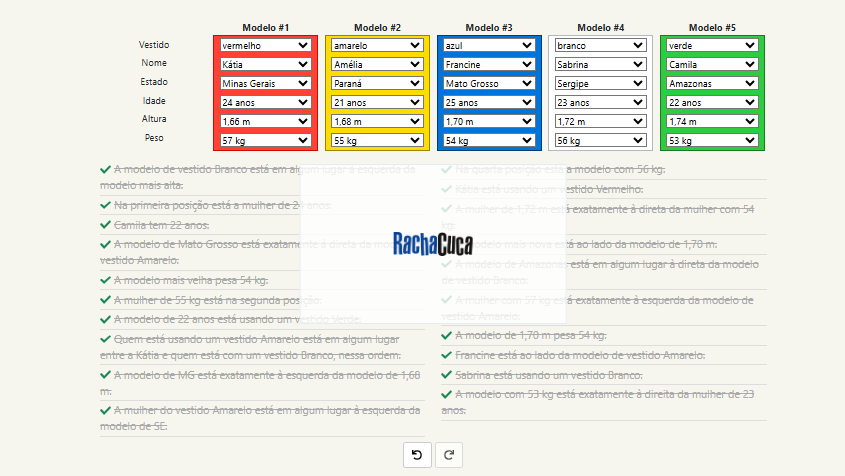 Modelo #1 Modelo #2 Modelo #3 Modelo #4 Modelo #5
Vestido vermelho amarelo azul branco verde
Nome Kátia Amélia Francine Sabrina Camila
Estado Minas Gerais Paraná Mato Grosso Sergipe Amazonas
Idade 24 anos 21 anos 25 anos 23 anos 22 anos
Altura 1,66 m 1,68 m 1,70 m 1,72 m 1,74 m
Peso 57 kg 55 kg 54 kg 56 kg 53 kg
A modelo de vestido Branco está em algum lugar à esquerda da
modelo mais alta.
Na primeira posição está a mulher de 24 anos.
Camila tem 22 anos.
A modelo de Mato Grosso está exatamente à direta da modelo de
vestido Amarelo.
A modelo mais velha pesa 54 kg.
A mulher de 55 kg está na segunda posição.
A modelo de 22 anos está usando um vestido Verde.
Quem está usando um vestido Amarelo está em algum lugar
entre a Kátia e quem está com um vestido Branco, nessa ordem.
A modelo de MG está exatamente à esquerda da modelo de 1,68
m.
A mulher do vestido Amarelo está em algum lugar à esquerda da
modelo de SE.
Na quarta posição está a modelo com 56 kg.
Kátia está usando um vestido Vermelho.
A mulher de 1,72 m está exatamente à direta da mulher com 54
kg.
modelo mais nova está ao lado da modelo de 1,70 m.
A modelo do Amazonas está em algum lugar à direta da modelo
de vestido Branco.
A mulher com 57 kg está exatamente à esquerda da modelo de
vestido Amarelo.
A modelo de 1,70 m pesa 54 kg.
Francine está ao lado da modelo de vestido Amarelo.
Sabrina está usando um vestido Branco.
A modelo com 53 kg está exatamente à direita da mulher de 23
anos.
RachaCuca